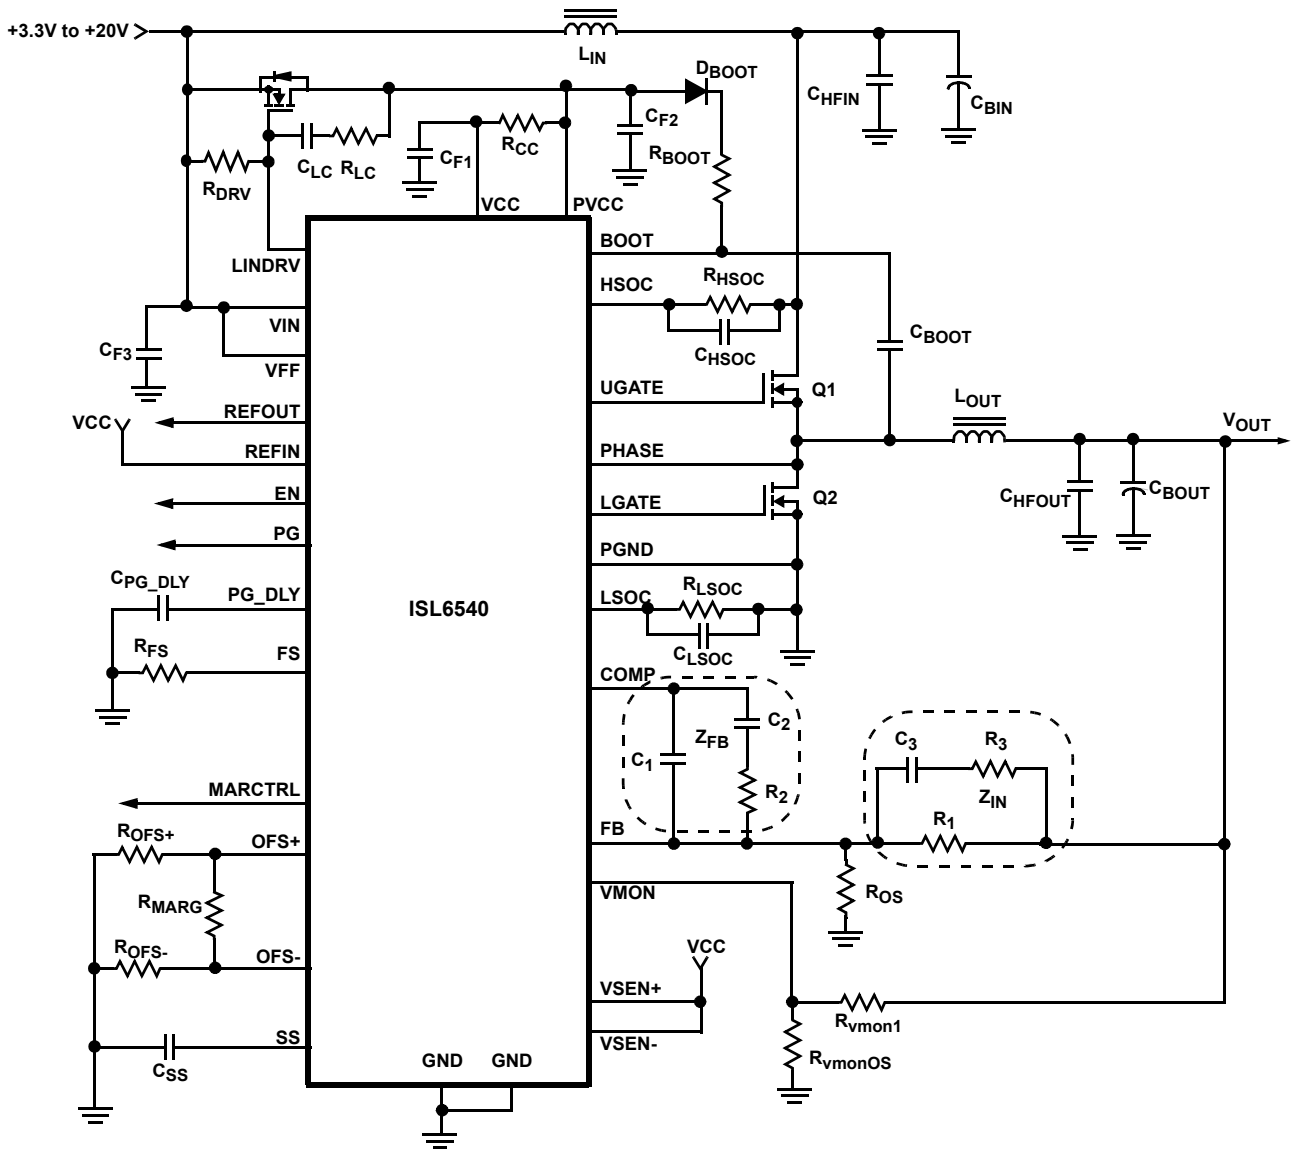 +3.3V to +20V
LIN
DBOOT
CHFIN
CBIN
CF2
RCC
CF1
RBOOT
CLC
RLC
RDRV
VCC
PVCC
BOOT
LINDRV
HSOC
RHSOC
CHSOC
VIN
CF3
VFF
CBOOT
UGATE
Q1
LOUT
VOUT
REFOUT
VCC
REFIN
PHASE
EN
LGATE
Q2
CHFOUT
CBOUT
PG
PGND
CPG_DLY
PG_DLY
ISL6540
LSOC
RLSOC
CLSOC
RFS
FS
COMP
C1
ZFB
C2
R2
C3
R3
ZIN
R1
MARCTRL
FB
ROFS+
OFS+
VMON
ROS
RMARG
ROFS-
OFS-
VCC
VSEN+
Rvmon1
SS
VSEN-
CSS
GND
GND
RvmonOS